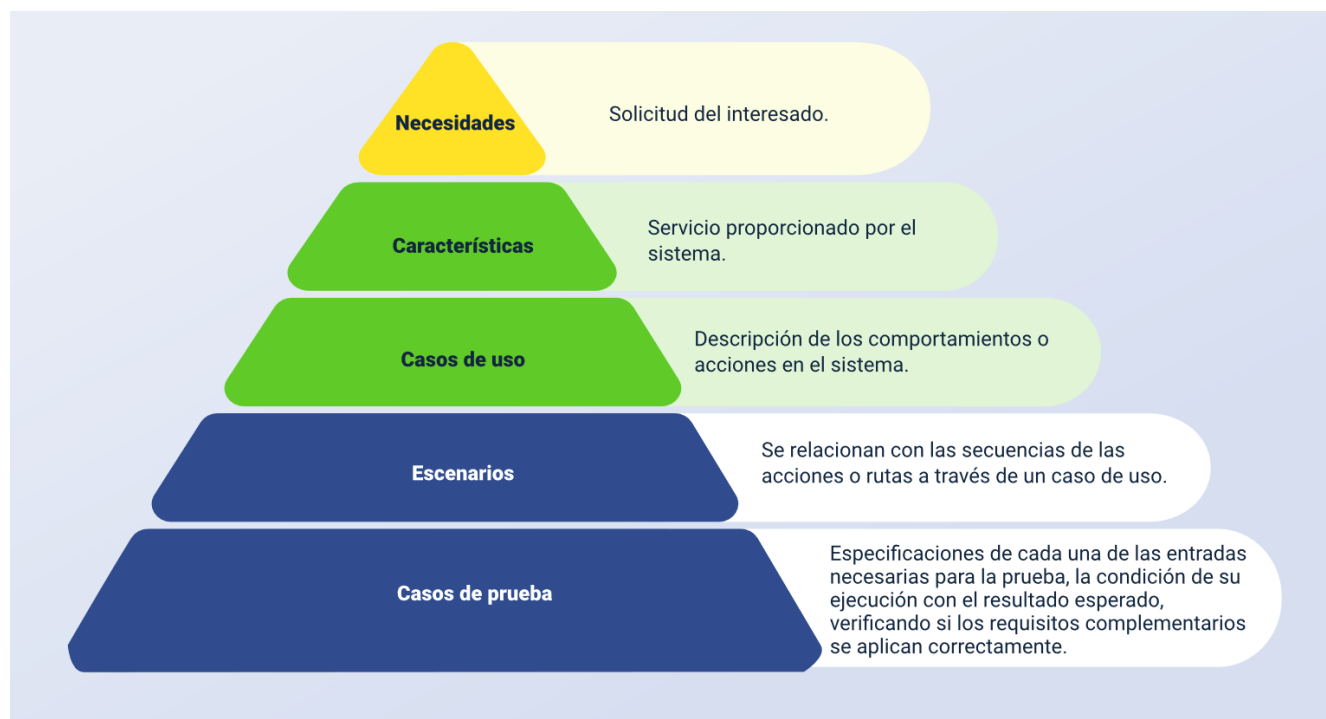 Necesidades
Solicitud del interesado.
Características
Servicio proporcionado por el
sistema.
Casos de uso
Descripción de los comportamientos o
acciones en el sistema.
Escenarios
Se relacionan con las secuencias de las
acciones o rutas a través de un caso de uso.
Casos de prueba
Especificaciones de cada una de las entradas
necesarias para la prueba, la condición de su
ejecución con el resultado esperado,
verificando si los requisitos complementarios
se aplican correctamente.